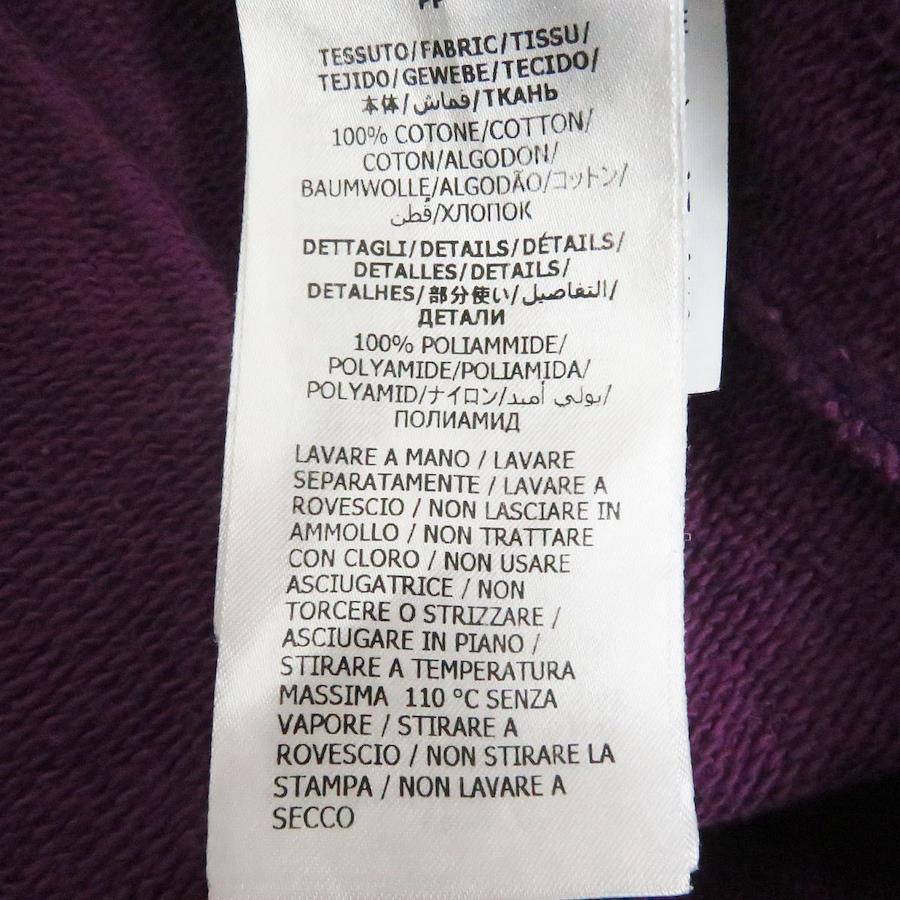 TESSUTO/FABRIC/TISSU/
TEJIDO/GEWEBE/TECIDO/
本体/قماش/ТКАНЬ
100% COTONE/COTTON/
COTON/ALGODON/
BAUMWOLLE/ALGODÃO/コットン/
قُطن/ХЛОПОК
DETTAGLI/DETAILS/DÉTAILS/
DETALLES/DETAILS/
DETALHES/部分使い/التفاصيل/
ДЕТАЛИ
100% POLIAMMIDE/
POLYAMIDE/POLIAMIDA/
POLYAMID/ナイロン/بولي أميد/
ПОЛИАМИД
LAVARE A MANO / LAVARE
SEPARATAMENTE / LAVARE A
ROVESCIO / NON LASCIARE IN
AMMOLLO / NON TRATTARE
CON CLORO / NON USARE
ASCIUGATRICE / NON
TORCERE O STRIZZARE /
ASCIUGARE IN PIANO /
STIRARE A TEMPERATURA
MASSIMA 110 °C SENZA
VAPORE / STIRARE A
ROVESCIO / NON STIRARE LA
STAMPA / NON LAVARE A
SECCO